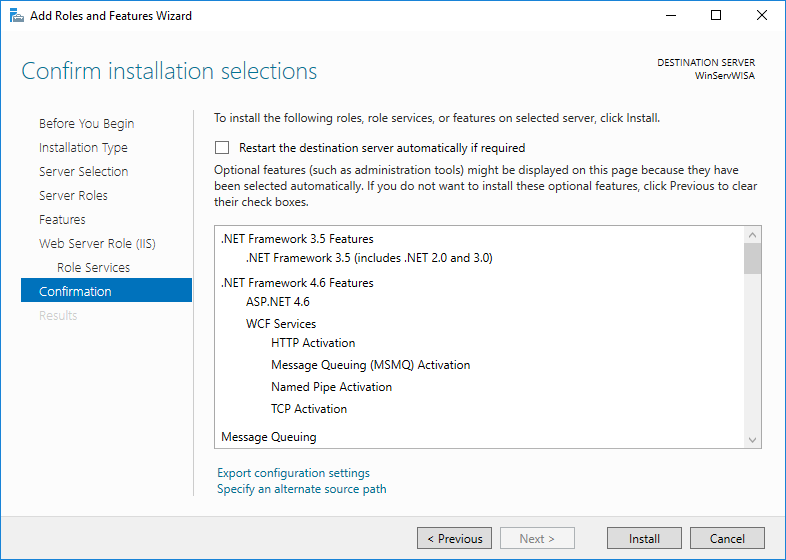 Add Roles and Features Wizard
Confirm installation selections
DESTINATION SERVER
WinServWISA
Before You Begin
Installation Type
Server Selection
Server Roles
Features
Web Server Role (IIS)
Role Services
Confirmation
Results
To install the following roles, role services, or features on selected server, click Install.
Restart the destination server automatically if required
Optional features (such as administration tools) might be displayed on this page because they have
been selected automatically. If you do not want to install these optional features, click Previous to clear
their check boxes.
.NET Framework 3.5 Features
.NET Framework 3.5 (includes .NET 2.0 and 3.0)
.NET Framework 4.6 Features
ASP.NET 4.6
WCF Services
HTTP Activation
Message Queuing (MSMQ) Activation
Named Pipe Activation
TCP Activation
Message Queuing
Export configuration settings
Specify an alternate source path
< Previous
Next >
Install
Cancel